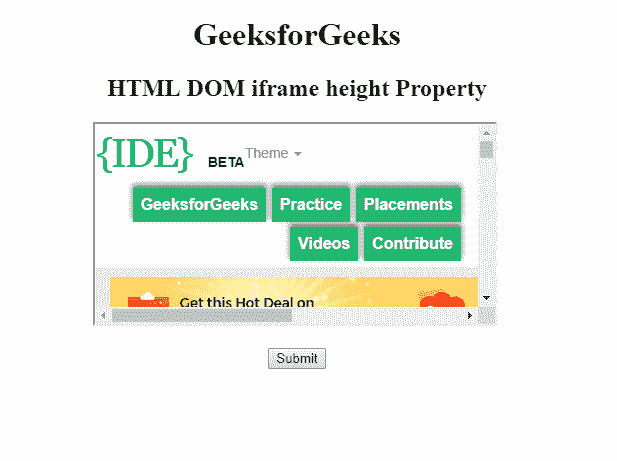 GeeksforGeeks
HTML DOM iframe height Property
{IDE} BETA Theme
GeeksforGeeks Practice Placements
Videos Contribute
Get this Hot Deal on
Submit